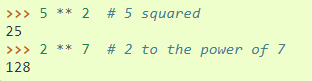 >>> 5 ** 2  # 5 squared
25
>>> 2 ** 7  # 2 to the power of 7
128